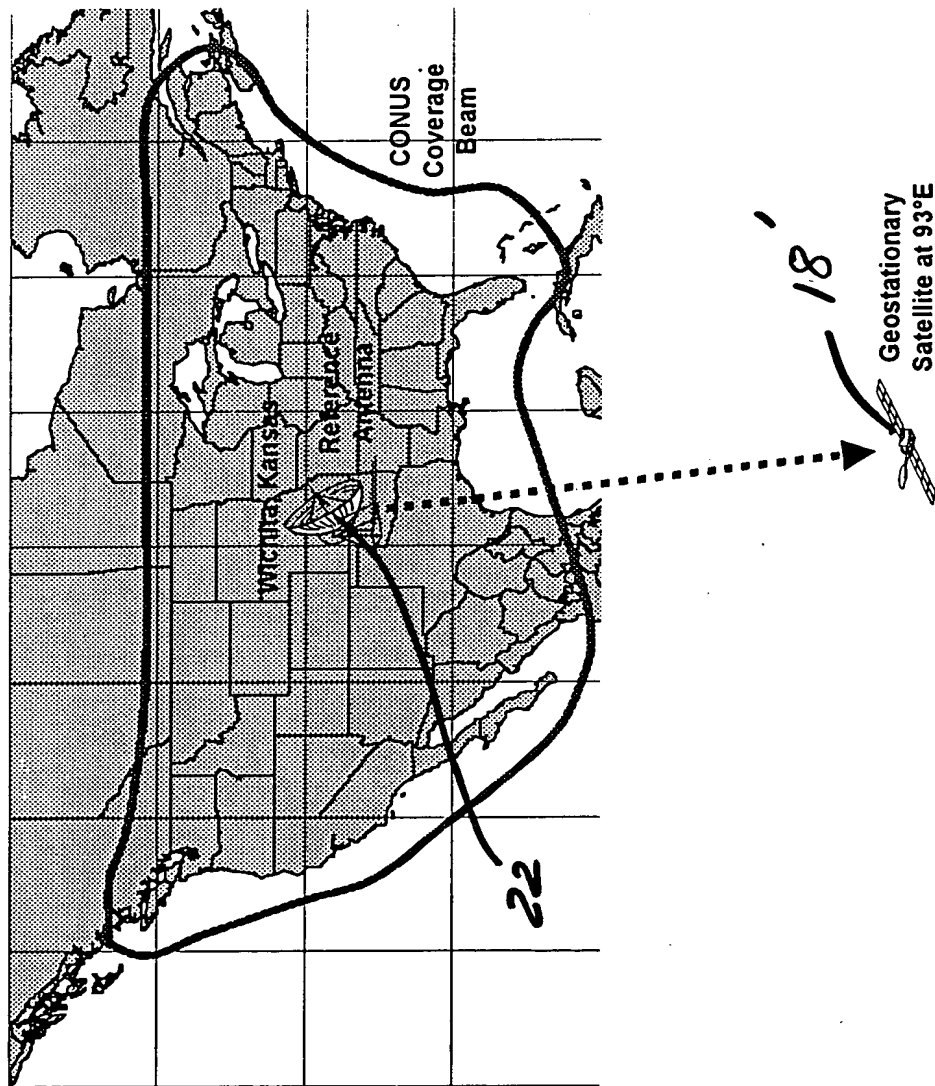 CONUS
Coverage
Beam
Wichita, Kansas
Reference
Antenna
22
18'
Geostationary
Satellite at 93°E